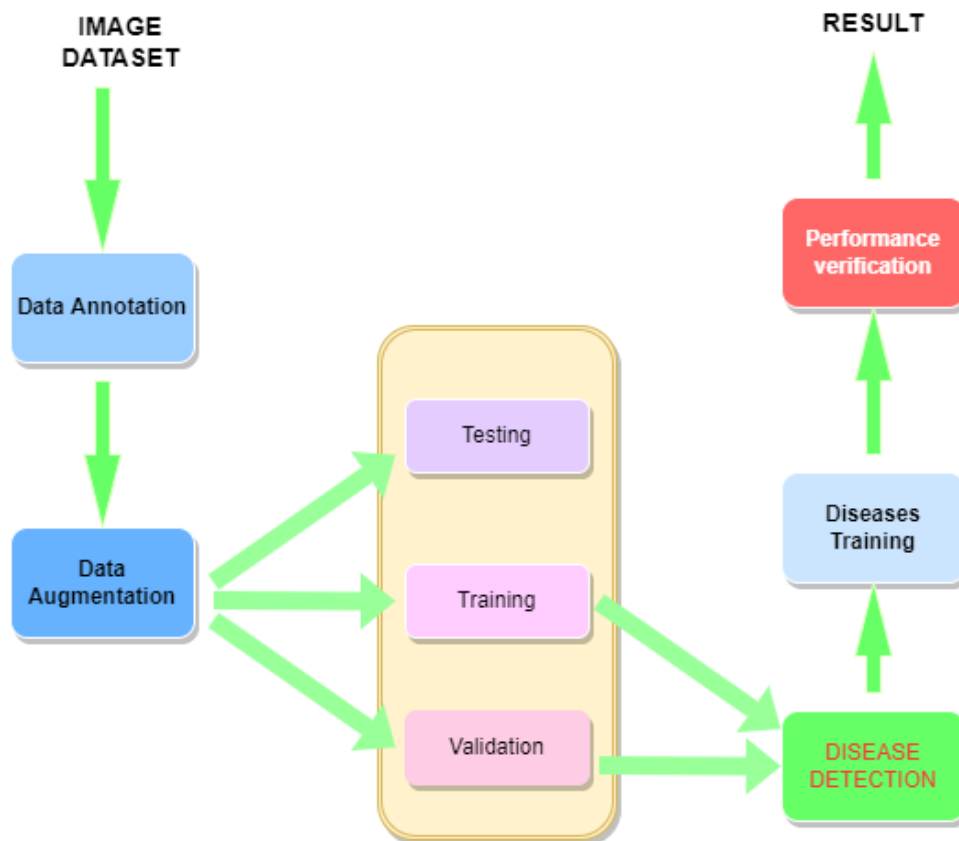 IMAGE
DATASET
Data Annotation
Data
Augmentation
Testing
Training
Validation
DISEASE
DETECTION
Diseases
Training
Performance
verification
RESULT